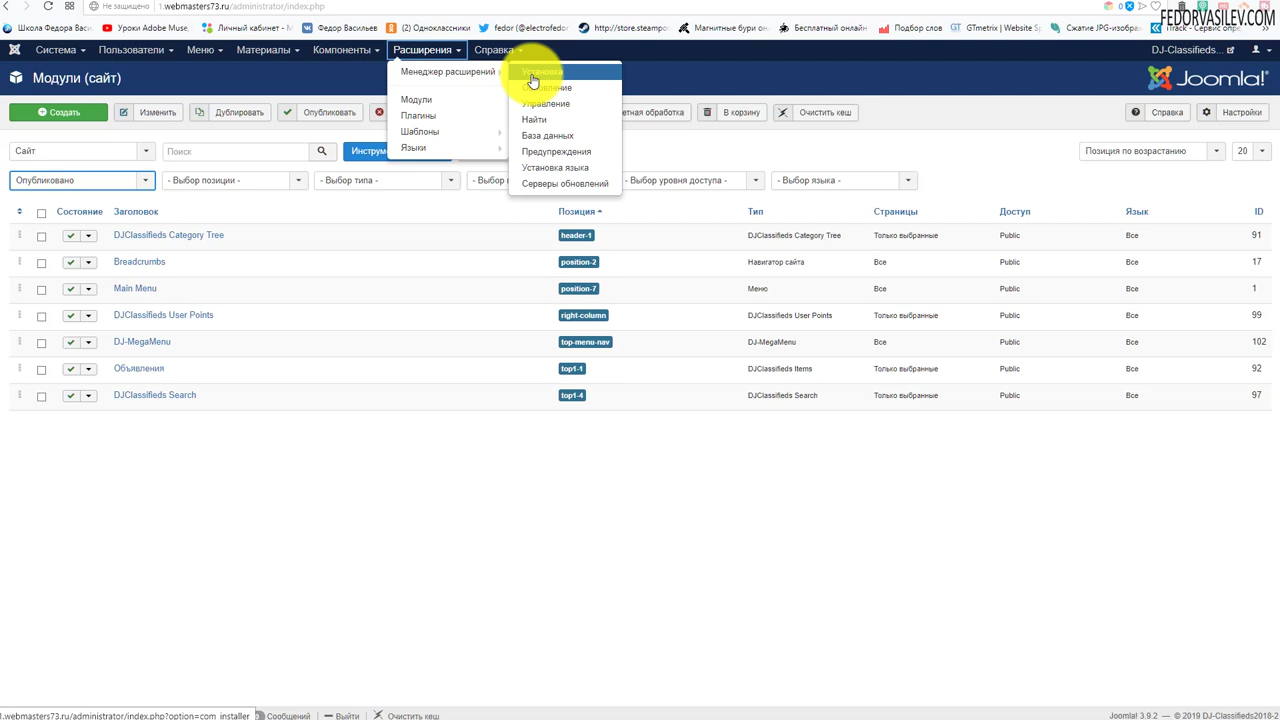 Не защищено 1.webmasters73.ru/administrator/index.php
FEDORVASILEV.COM
Школа Федора Васил Уроки Adobe Muse, Личный кабинет - М Федор Васильев (2) Одноклассники fedor (@electrofedor http://store.steampow Магнитные бури он Бесплатный онлайн Подбор слов GTmetrix | Website S Сжатие JPG-изображ iTrack - Сервис опре
Система Пользователи Меню Материалы Компоненты Расширения Справка DJ-Classifieds...
Модули (сайт) Joomla!
Менеджер расширений
Модули
Плагины
Шаблоны
Языки
Установка
Обновление
Управление
Найти
База данных
Предупреждения
Установка языка
Серверы обновлений
Создать Изменить Дублировать Опубликовать обработка В корзину Очистить кеш Справка Настройки
Сайт Поиск Позиция по возрастанию 20
Опубликовано - Выбор позиции - - Выбор типа - - Выбор уровня доступа - - Выбор языка -
Состояние Заголовок Позиция Тип Страницы Доступ Язык ID
DJClassifieds Category Tree header-1 DJClassifieds Category Tree Только выбранные Public Все 91
Breadcrumbs position-2 Навигатор сайта Все Public Все 17
Main Menu position-7 Меню Все Public Все 1
DJClassifieds User Points right-column DJClassifieds User Points Только выбранные Public Все 99
DJ-MegaMenu top-menu-nav DJ-MegaMenu Все Public Все 102
Объявления top1-1 DJClassifieds Items Только выбранные Public Все 92
DJClassifieds Search top1-4 DJClassifieds Search Только выбранные Public Все 97
1.webmasters73.ru/administrator/index.php?option=com_installer Сообщений Выйти Очистить кеш Joomla! 3.9.2 — © 2019 DJ-Classifieds2018-2